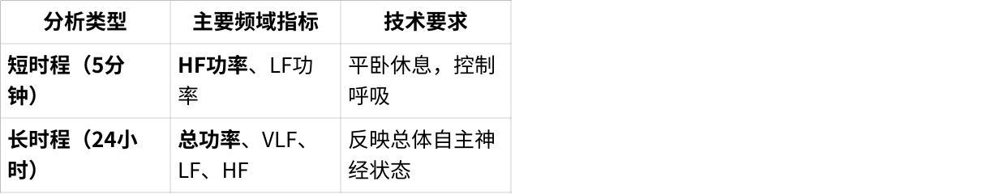 分析类型 主要频域指标 技术要求
短时程（5分 HF功率、LF功 平卧休息，控制
钟） 率 呼吸
长时程（24小 总功率、VLF、 反映总体自主神
时） LF、HF 经状态